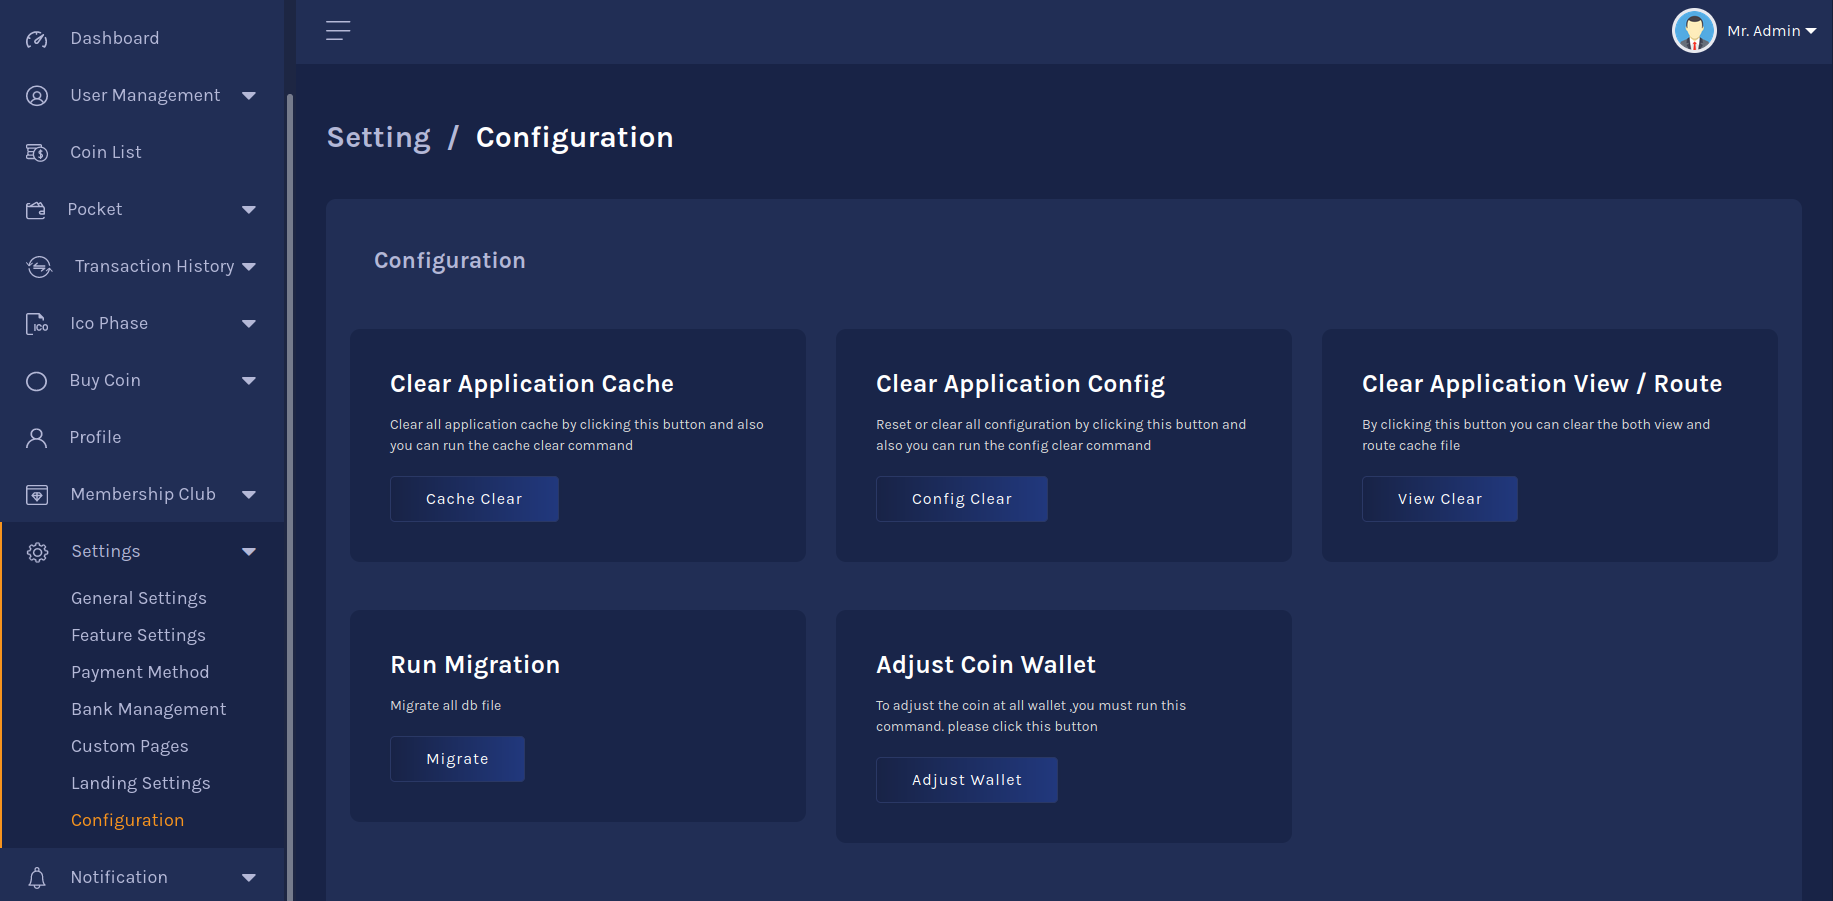 Dashboard
User Management
Coin List
Pocket
Transaction History
ICO
Ico Phase
Buy Coin
Profile
Membership Club
Settings
General Settings
Feature Settings
Payment Method
Bank Management
Custom Pages
Landing Settings
Configuration
Notification
Mr. Admin
Setting / Configuration
Configuration
Clear Application Cache
Clear all application cache by clicking this button and also
you can run the cache clear command
Cache Clear
Clear Application Config
Reset or clear all configuration by clicking this button and
also you can run the config clear command
Config Clear
Clear Application View / Route
By clicking this button you can clear the both view and
route cache file
View Clear
Run Migration
Migrate all db file
Migrate
Adjust Coin Wallet
To adjust the coin at all wallet ,you must run this
command. please click this button
Adjust Wallet